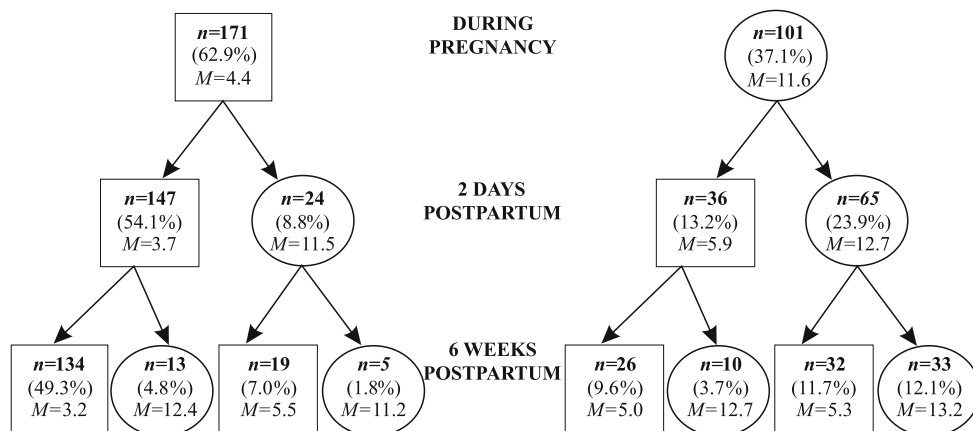 n=171
(62.9%)
M=4.4
DURING
PREGNANCY
n=101
(37.1%)
M=11.6
n=147
(54.1%)
M=3.7
n=24
(8.8%)
M=11.5
2 DAYS
POSTPARTUM
n=36
(13.2%)
M=5.9
n=65
(23.9%)
M=12.7
n=134
(49.3%)
M=3.2
n=13
(4.8%)
M=12.4
n=19
(7.0%)
M=5.5
n=5
(1.8%)
M=11.2
6 WEEKS
POSTPARTUM
n=26
(9.6%)
M=5.0
n=10
(3.7%)
M=12.7
n=32
(11.7%)
M=5.3
n=33
(12.1%)
M=13.2